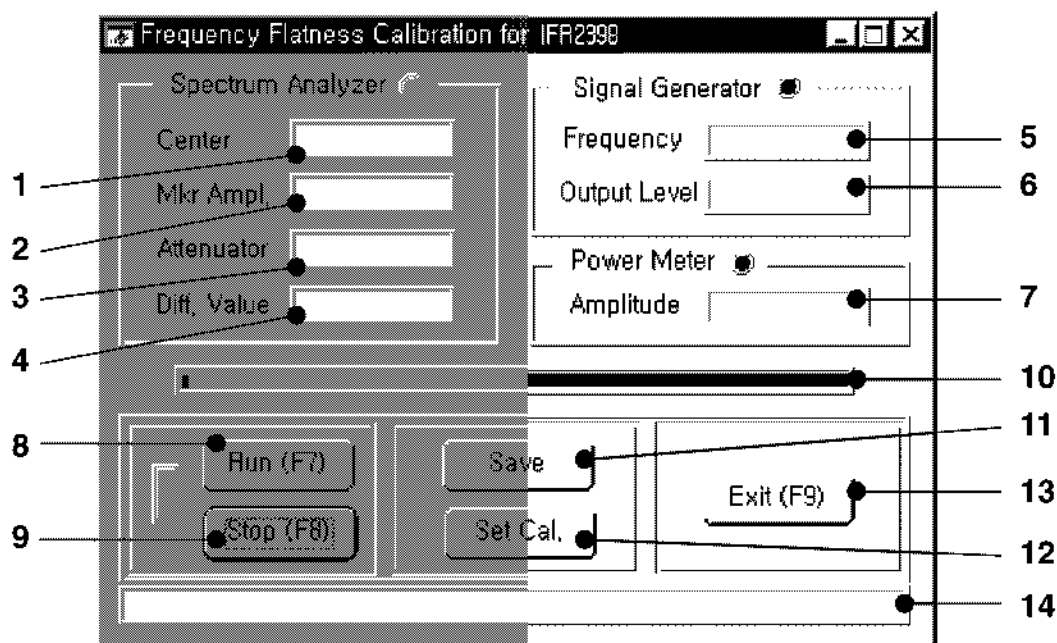 Frequency Flatness Calibration for IFR2398
Spectrum Analyzer
Center
Mkr Ampl.
Attenuator
Diff. Value
1
2
3
4
Signal Generator
Frequency
Output Level
5
6
Power Meter
Amplitude
7
10
8
Run (F7)
9
Stop (F8)
Save
11
Set Cal.
12
Exit (F9)
13
14